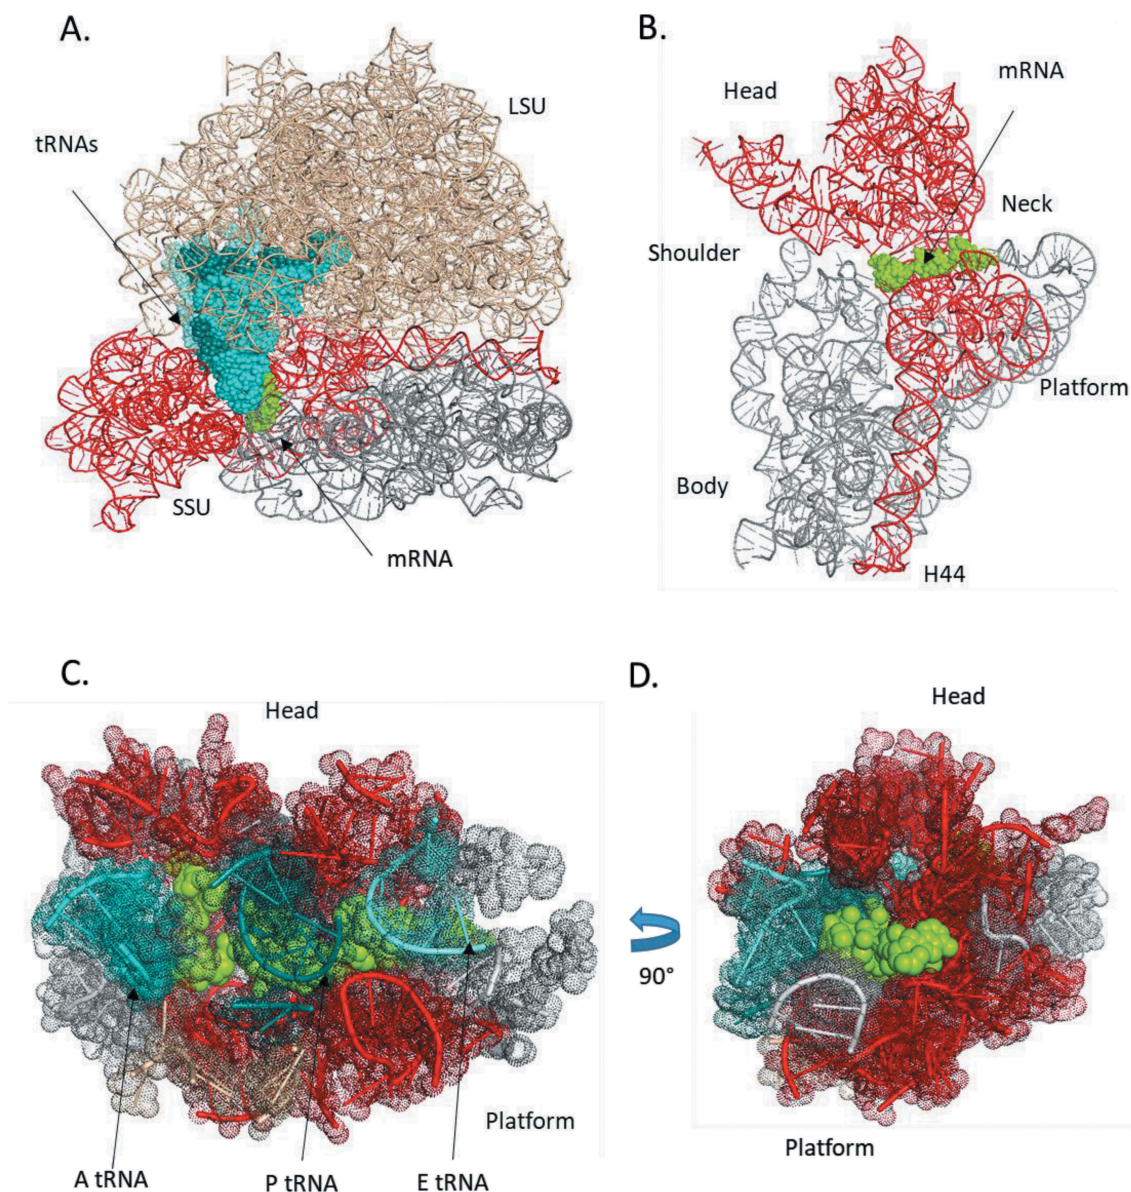 A.
LSU
tRNAs
SSU
mRNA
B.
mRNA
Head
Neck
Shoulder
Platform
Body
H44
C.
Head
Platform
A tRNA
P tRNA
E tRNA
D.
Head
90°
Platform